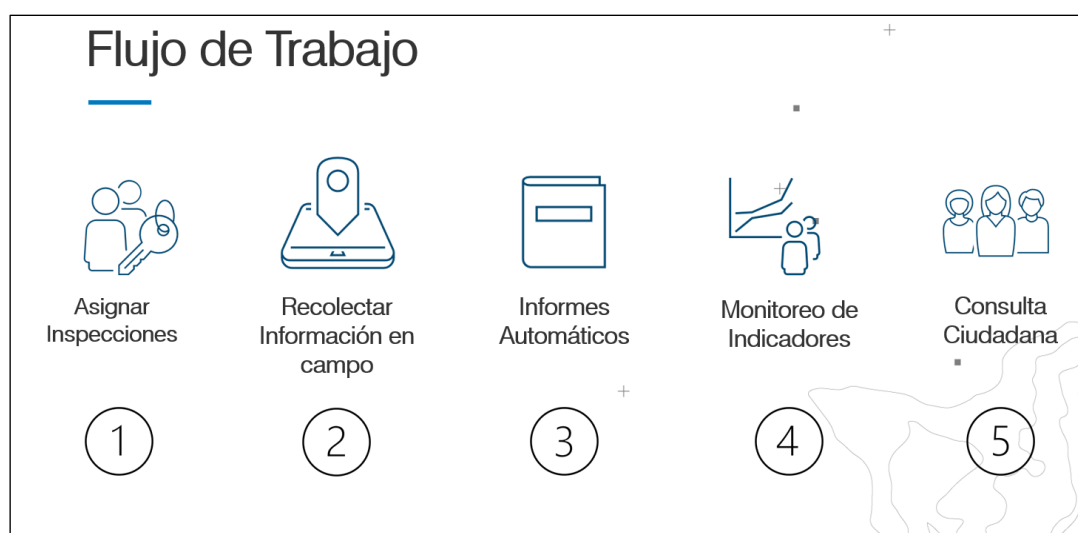 Flujo de Trabajo
Asignar
Inspecciones
Recolectar
Información en
campo
Informes
Automáticos
Monitoreo de
Indicadores
Consulta
Ciudadana
1
2
3
4
5